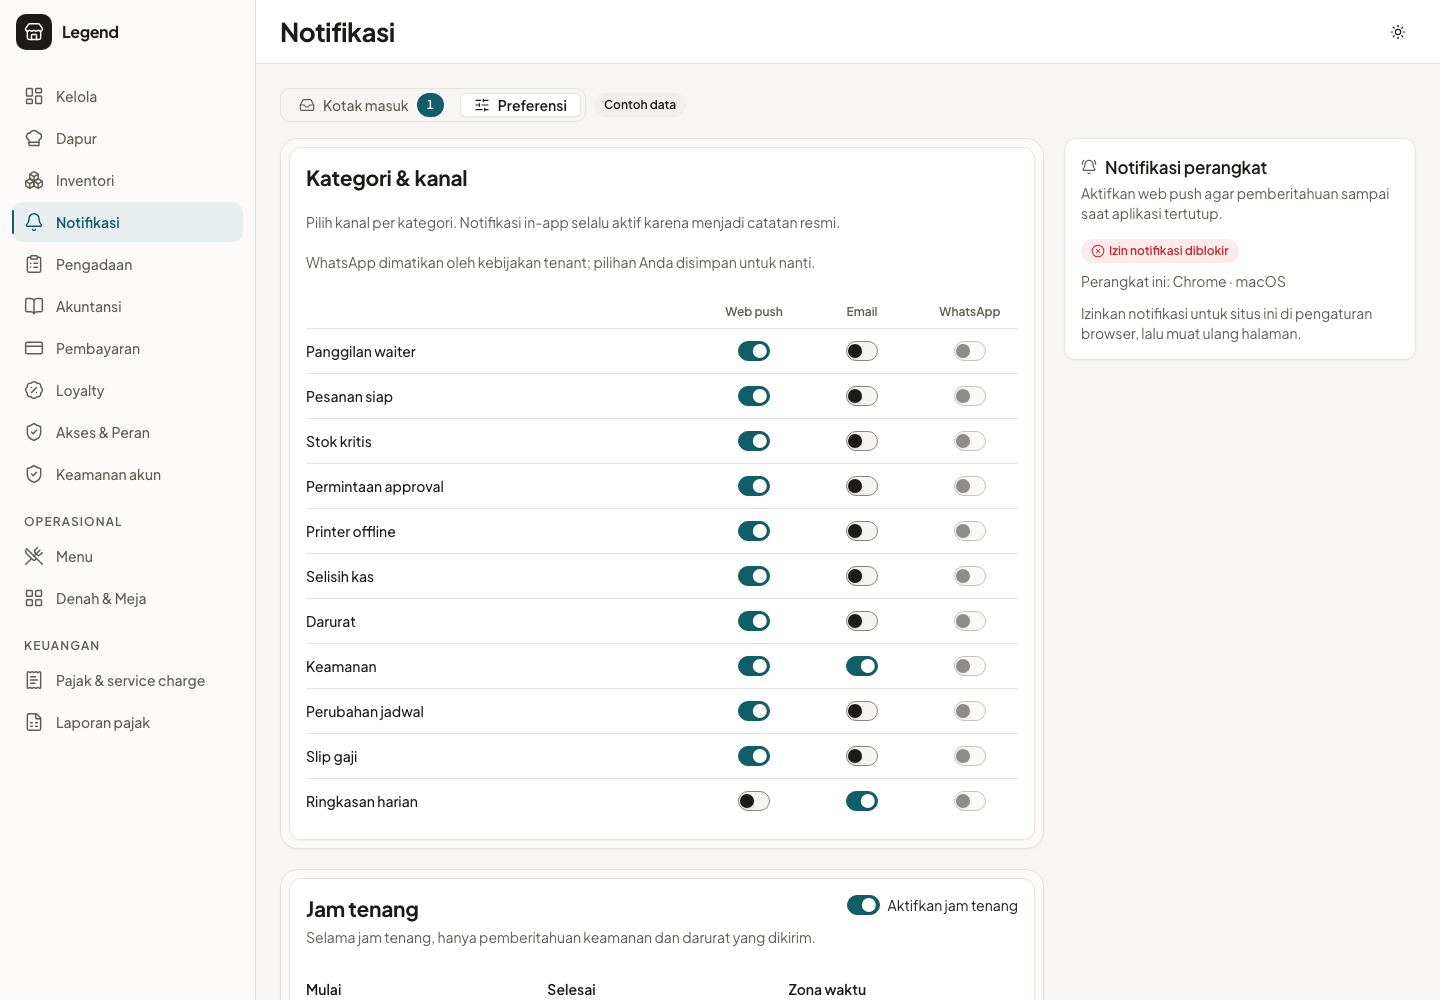 Legend
Notifikasi
Kelola
Dapur
Inventori
Notifikasi
Pengadaan
Akuntansi
Pembayaran
Loyalty
Akses & Peran
Keamanan akun
OPERASIONAL
Menu
Denah & Meja
KEUANGAN
Pajak & service charge
Laporan pajak
Kotak masuk 1 Preferensi Contoh data
Kategori & kanal
Pilih kanal per kategori. Notifikasi in-app selalu aktif karena menjadi catatan resmi.
WhatsApp dimatikan oleh kebijakan tenant; pilihan Anda disimpan untuk nanti.
Web push Email WhatsApp
Panggilan waiter
Pesanan siap
Stok kritis
Permintaan approval
Printer offline
Selisih kas
Darurat
Keamanan
Perubahan jadwal
Slip gaji
Ringkasan harian
Jam tenang
Aktifkan jam tenang
Selama jam tenang, hanya pemberitahuan keamanan dan darurat yang dikirim.
Mulai Selesai Zona waktu
Notifikasi perangkat
Aktifkan web push agar pemberitahuan sampai
saat aplikasi tertutup.
Izin notifikasi diblokir
Perangkat ini: Chrome · macOS
Izinkan notifikasi untuk situs ini di pengaturan
browser, lalu muat ulang halaman.